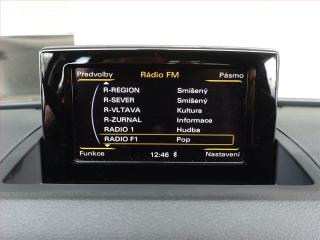 Předvolby Rádio FM Pásmo
R-REGION Smíšený
R-SEVER Smíšený
R-VLTAVA Kultura
R-ZURNAL Informace
RADIO 1 Hudba
RADIO F1 Pop
Funkce 12:46 Nastavení